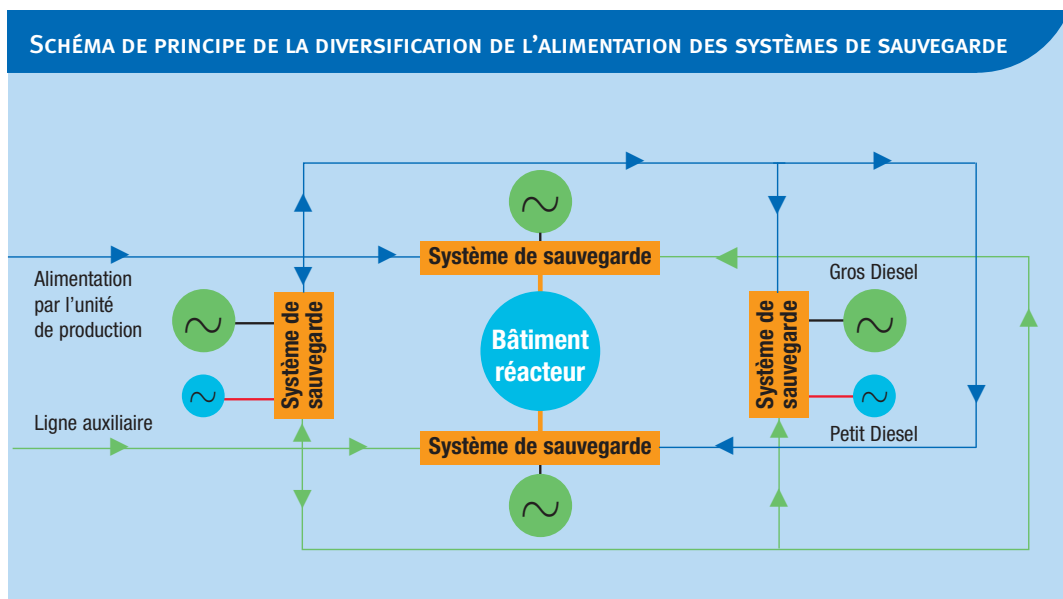 SCHÉMA DE PRINCIPE DE LA DIVERSIFICATION DE L'ALIMENTATION DES SYSTÈMES DE SAUVEGARDE
Système de sauvegarde
Alimentation
par l'unité
de production
Gros Diesel
Système de
sauvegarde
Bâtiment
réacteur
Système de
sauvegarde
Ligne auxiliaire
Système de sauvegarde
Petit Diesel